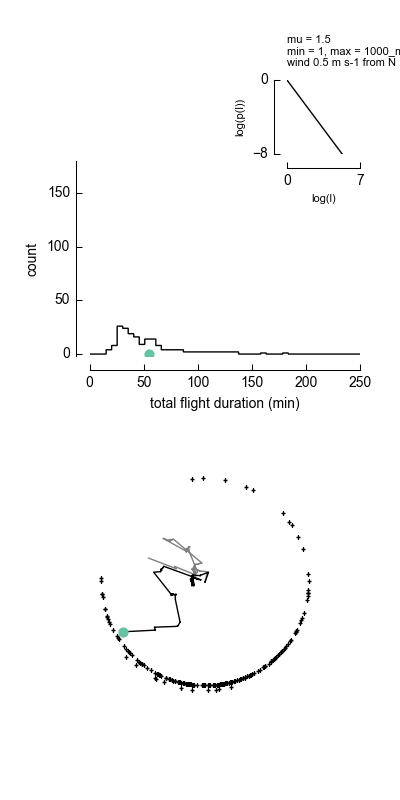 mu = 1.5
min = 1, max = 1000_m
wind 0.5 m s-1 from N
0
log(p(l))
−8
0 7
log(l)
150
100
count
50
0
0 50 100 150 200 250
total flight duration (min)